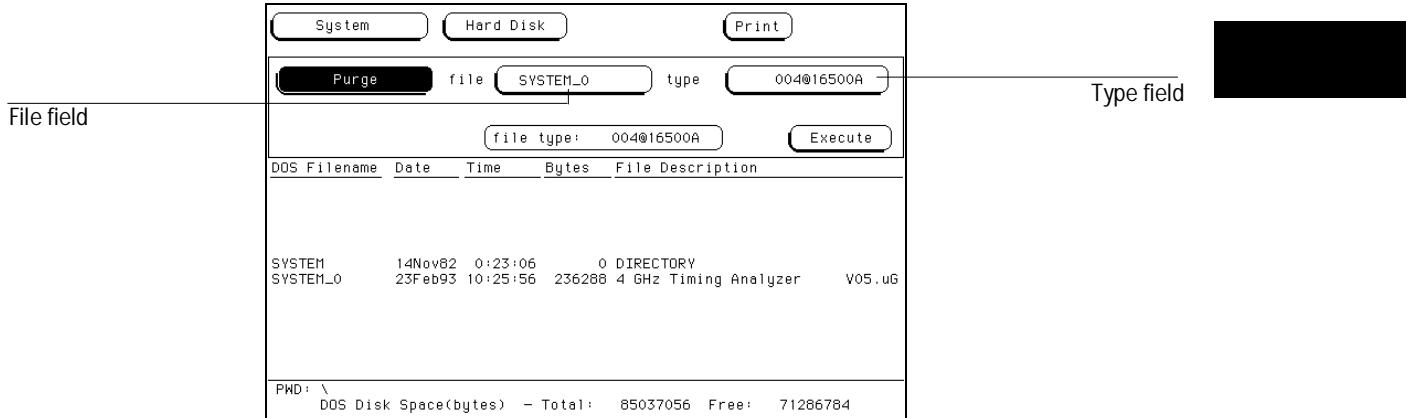 System Hard Disk Print
Purge file SYSTEM_0 type 004@16500A
Type field
File field
file type: 004@16500A Execute
DOS Filename Date Time Bytes File Description
SYSTEM 14Nov82 0:23:06 0 DIRECTORY
SYSTEM_0 23Feb93 10:25:56 236288 4 GHz Timing Analyzer V05.uG
PWD: \
DOS Disk Space(bytes) - Total: 85037056 Free: 71286784